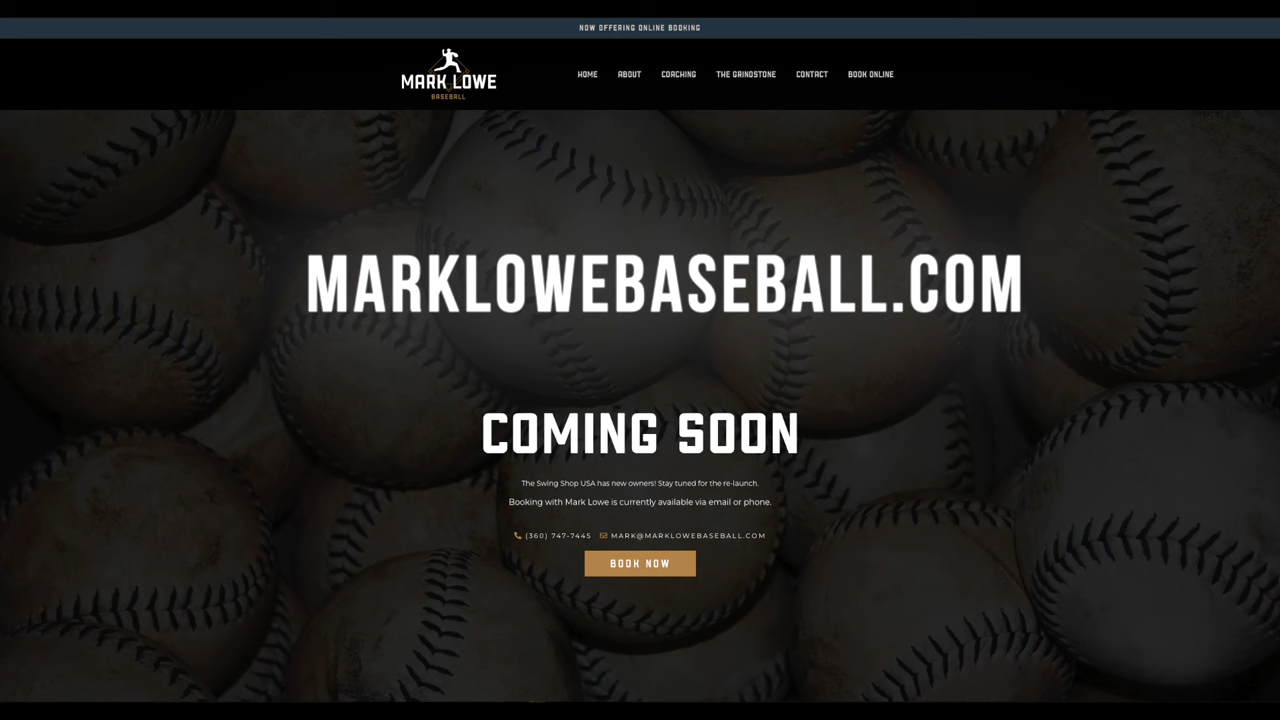 NOW OFFERING ONLINE BOOKING
MARK LOWE
BASEBALL
HOME ABOUT COACHING THE GRINDSTONE CONTACT BOOK ONLINE
MARKLOWEBASEBALL.COM
COMING SOON
The Swing Shop USA has new owners! Stay tuned for the re-launch.
Booking with Mark Lowe is currently available via email or phone.
(360) 747-7445 MARK@MARKLOWEBASEBALL.COM
BOOK NOW